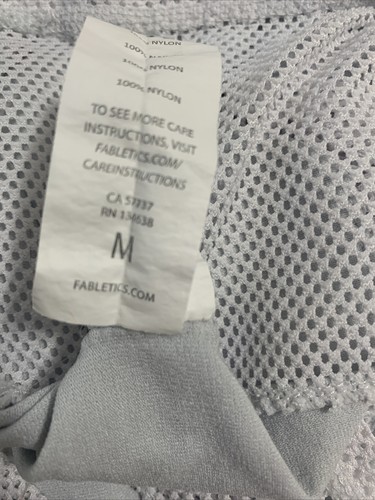 NYLON
100%
NYLON
100% NYLON
TO SEE MORE CARE
INSTRUCTIONS, VISIT
FABLETICS.COM/
CAREINSTRUCTIONS
CA 57737
RN 134638
M
FABLETICS.COM